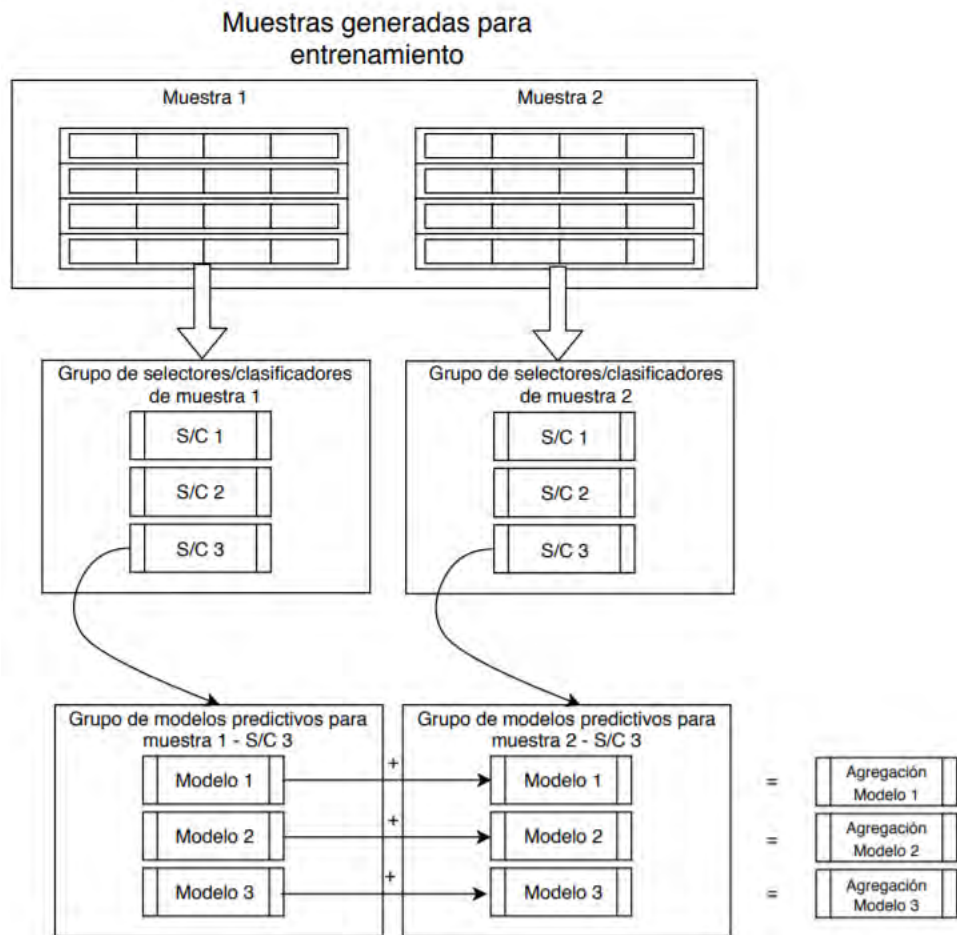 Muestras generadas para
entrenamiento
Muestra 1
Muestra 2
Grupo de selectores/clasificadores
de muestra 1
S/C 1
S/C 2
S/C 3
Grupo de selectores/clasificadores
de muestra 2
S/C 1
S/C 2
S/C 3
Grupo de modelos predictivos para
muestra 1 - S/C 3
Grupo de modelos predictivos para
muestra 2 - S/C 3
Modelo 1
+
Modelo 1
=
Agregación
Modelo 1
Modelo 2
+
Modelo 2
=
Agregación
Modelo 2
Modelo 3
+
Modelo 3
=
Agregación
Modelo 3